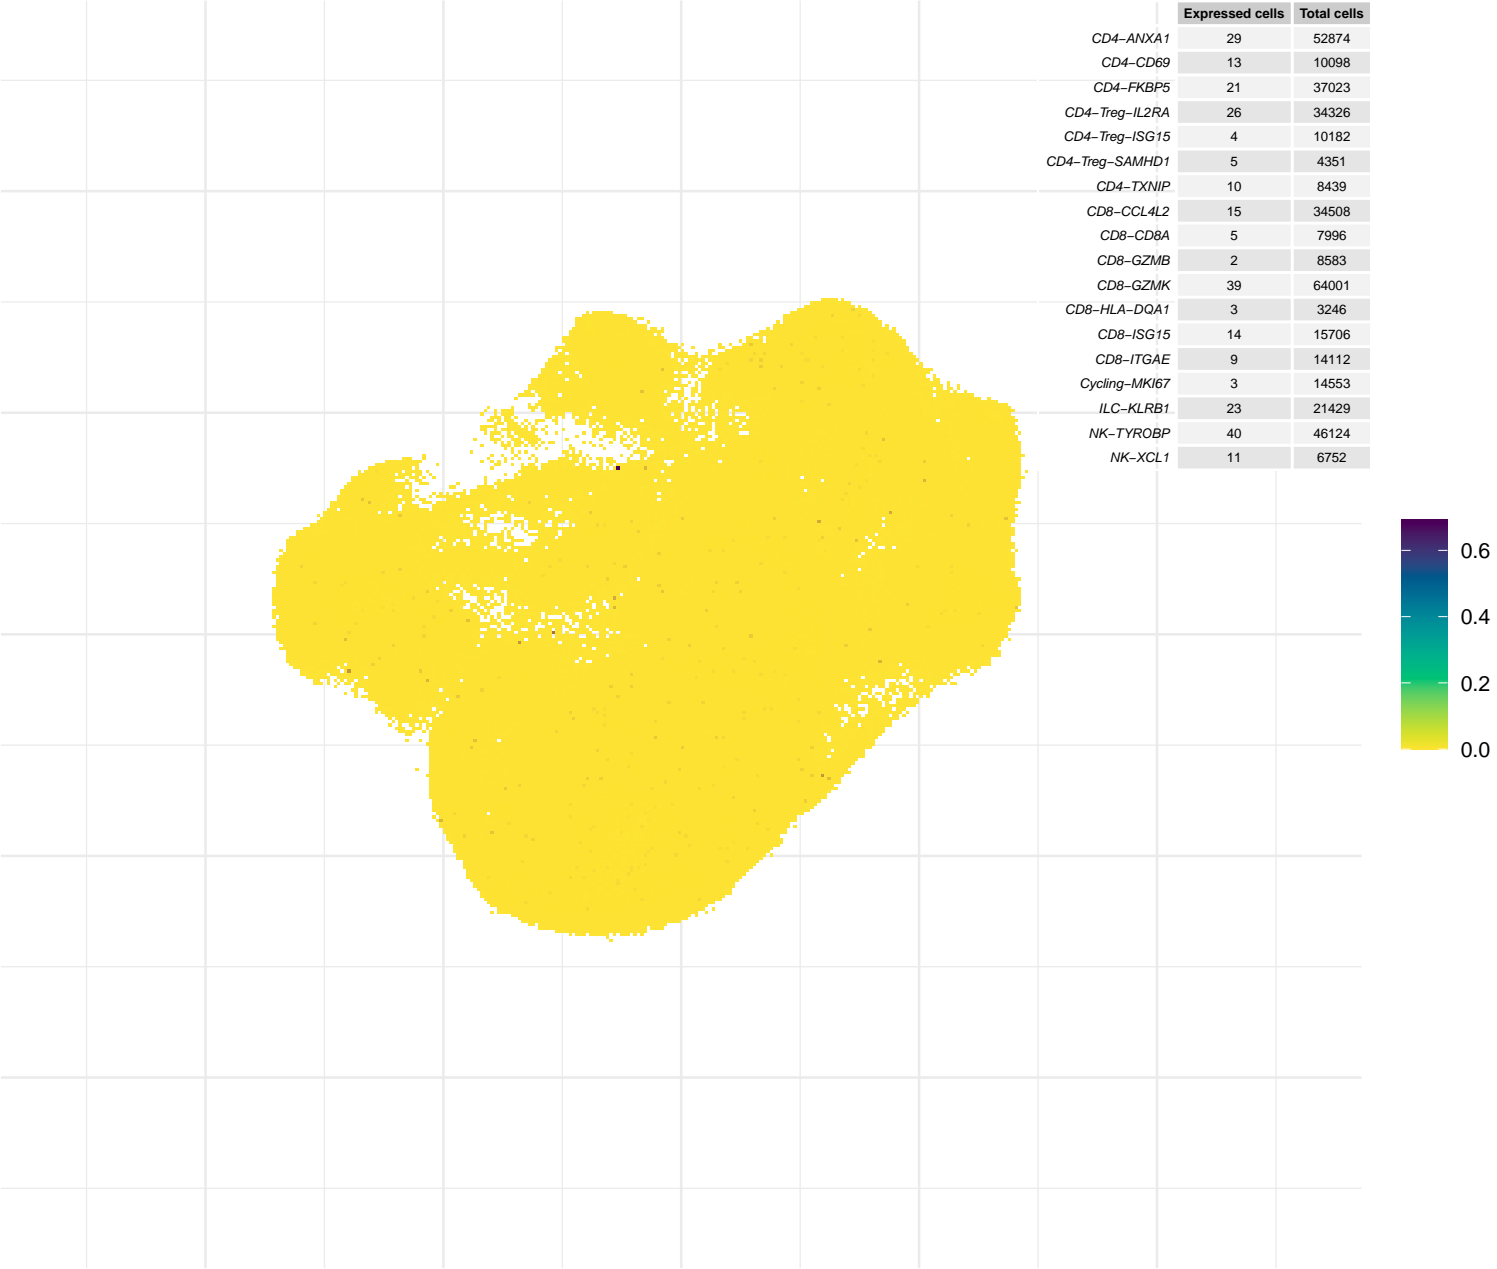 Expressed cells Total cells
CD4−ANXA1 29 52874
CD4−CD69 13 10098
CD4−FKBP5 21 37023
CD4−Treg−IL2RA 26 34326
CD4−Treg−ISG15 4 10182
CD4−Treg−SAMHD1 5 4351
CD4−TXNIP 10 8439
CD8−CCL4L2 15 34508
CD8−CD8A 5 7996
CD8−GZMB 2 8583
CD8−GZMK 39 64001
CD8−HLA−DQA1 3 3246
CD8−ISG15 14 15706
CD8−ITGAE 9 14112
Cycling−MKI67 3 14553
ILC−KLRB1 23 21429
NK−TYROBP 40 46124
NK−XCL1 11 6752
0.6
0.4
0.2
0.0